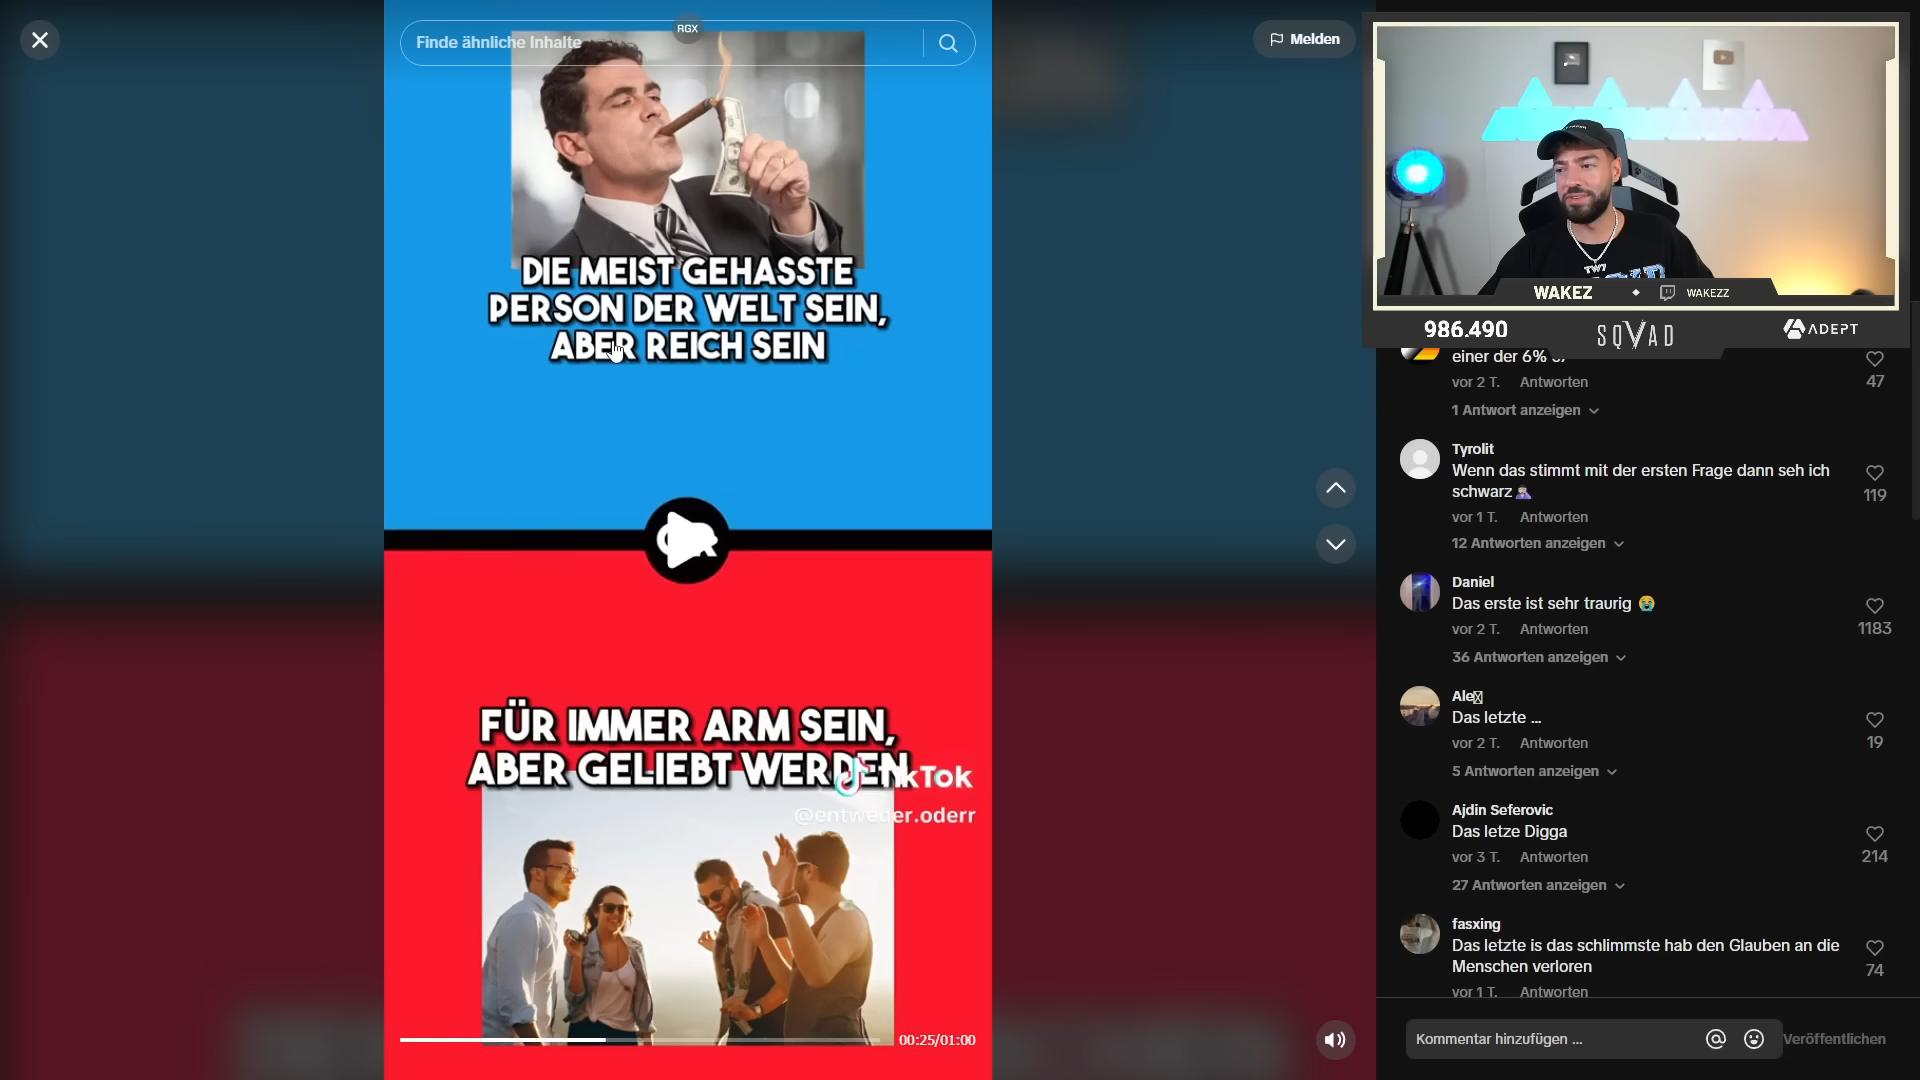 Finde ähnliche Inhalte
RGX
Melden
DIE MEIST GEHASSTE
PERSON DER WELT SEIN,
ABER REICH SEIN
FÜR IMMER ARM SEIN,
ABER GELIEBT WERDEN
TikTok
@entweder.oderr
00:25/01:00
WAKEZ
WAKEZZ
986.490
SQVAD
ADEPT
einer der 6%
vor 2 T. Antworten
47
1 Antwort anzeigen
Tyrolit
Wenn das stimmt mit der ersten Frage dann seh ich
schwarz
119
vor 1 T. Antworten
12 Antworten anzeigen
Daniel
Das erste ist sehr traurig 😭
vor 2 T. Antworten
1183
36 Antworten anzeigen
Ale
Das letzte ...
vor 2 T. Antworten
19
5 Antworten anzeigen
Ajdin Seferovic
Das letze Digga
vor 3 T. Antworten
214
27 Antworten anzeigen
fasxing
Das letzte is das schlimmste hab den Glauben an die
Menschen verloren
74
vor 1 T. Antworten
Kommentar hinzufügen ...
Veröffentlichen